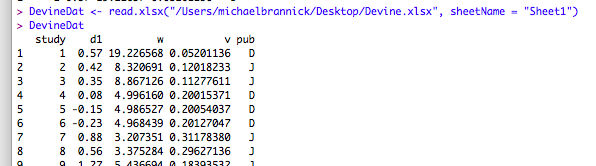 > DevineDat <- read.xlsx("/Users/michaelbrannick/Desktop/Devine.xlsx", sheetName = "Sheet1")
> DevineDat
study d1 w v pub
1 1 0.57 19.226568 0.05201136 D
2 2 0.42 8.320691 0.12018233 J
3 3 0.35 8.867126 0.11277611 J
4 4 0.08 4.996160 0.20015371 D
5 5 -0.15 4.986527 0.20054037 D
6 6 -0.23 4.968439 0.20127047 D
7 7 0.88 3.207351 0.31178380 J
8 8 0.56 3.375284 0.29627136 J
9 9 1.27 5.436694 0.18393532 J